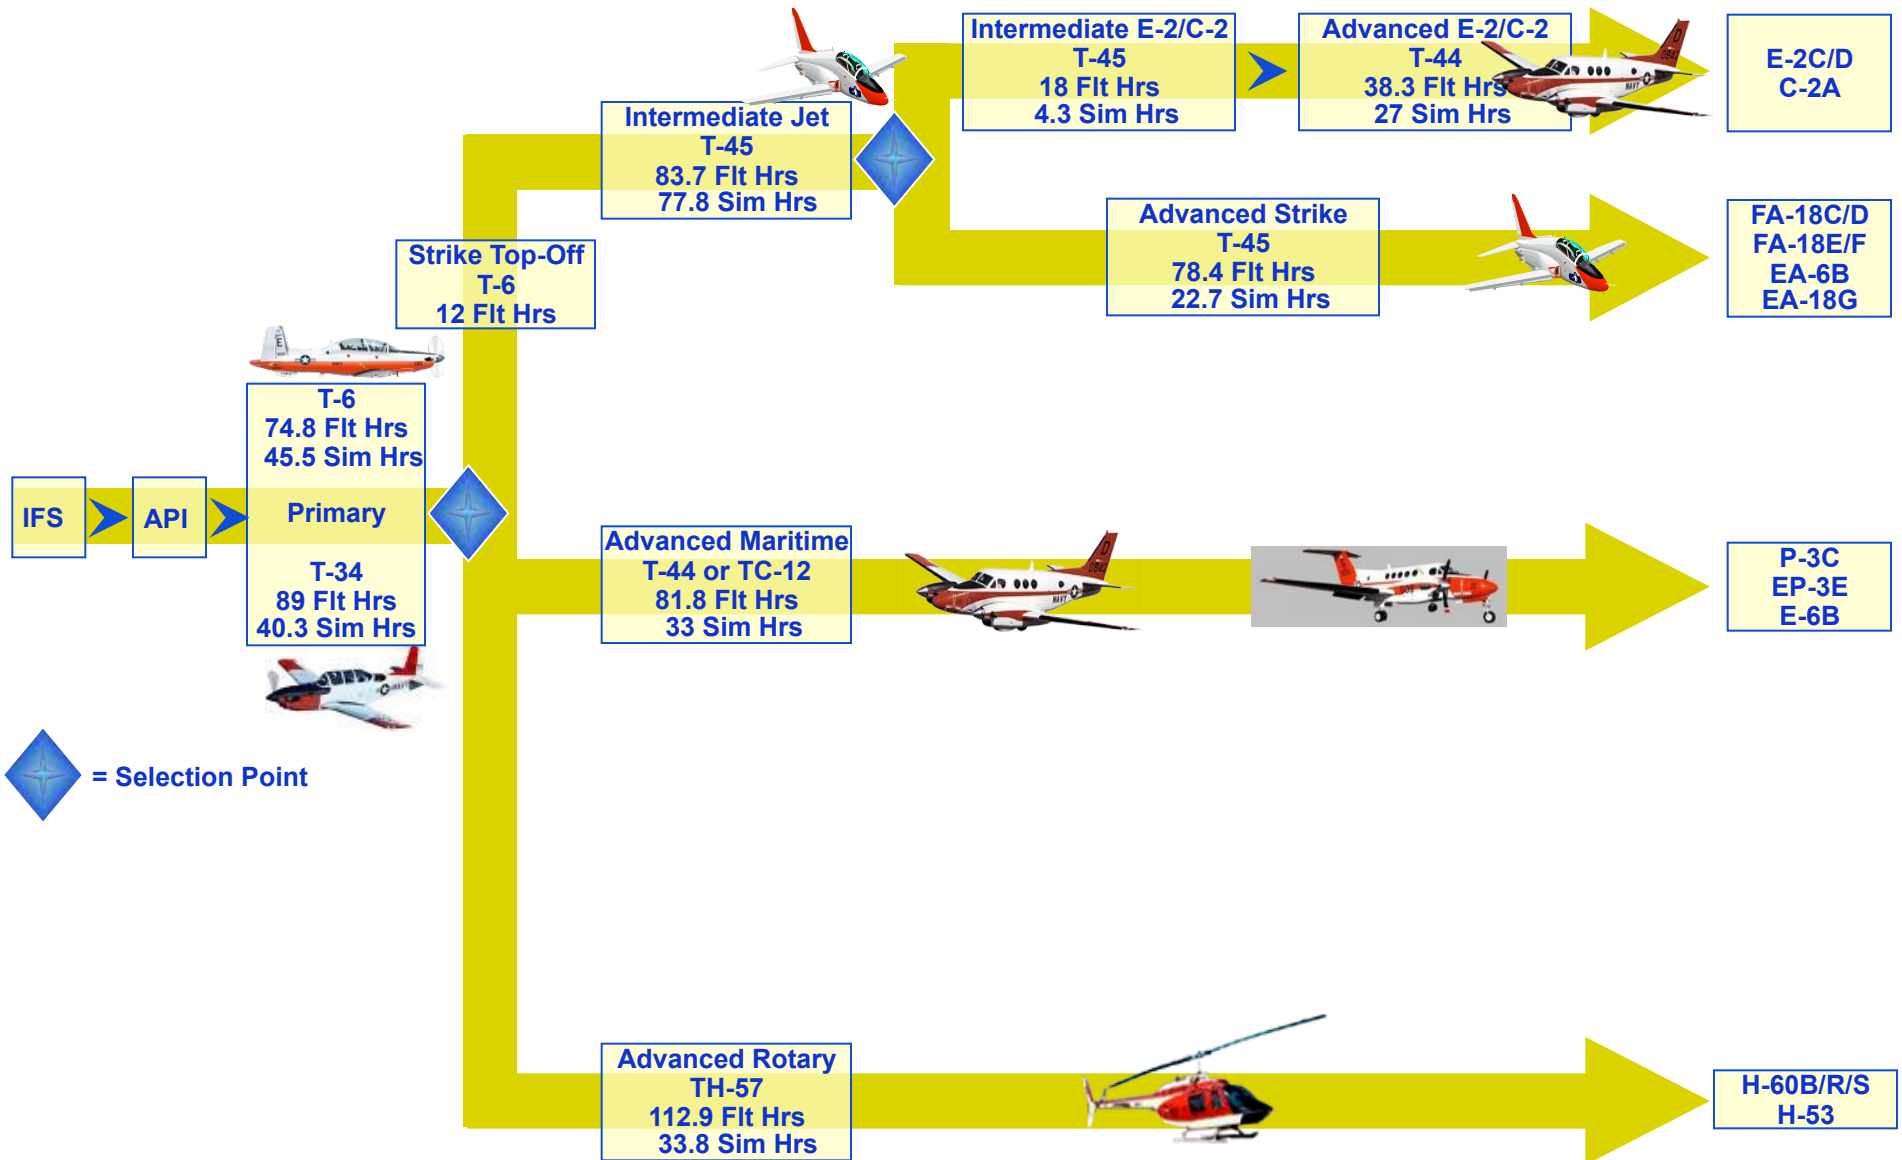 Intermediate E-2/C-2
T-45
18 Flt Hrs
4.3 Sim Hrs
Advanced E-2/C-2
T-44
38.3 Flt Hrs
27 Sim Hrs
E-2C/D
C-2A
Intermediate Jet
T-45
83.7 Flt Hrs
77.8 Sim Hrs
Advanced Strike
T-45
78.4 Flt Hrs
22.7 Sim Hrs
FA-18C/D
FA-18E/F
EA-6B
EA-18G
Strike Top-Off
T-6
12 Flt Hrs
T-6
74.8 Flt Hrs
45.5 Sim Hrs
IFS
API
Primary
T-34
89 Flt Hrs
40.3 Sim Hrs
Advanced Maritime
T-44 or TC-12
81.8 Flt Hrs
33 Sim Hrs
P-3C
EP-3E
E-6B
= Selection Point
Advanced Rotary
TH-57
112.9 Flt Hrs
33.8 Sim Hrs
H-60B/R/S
H-53